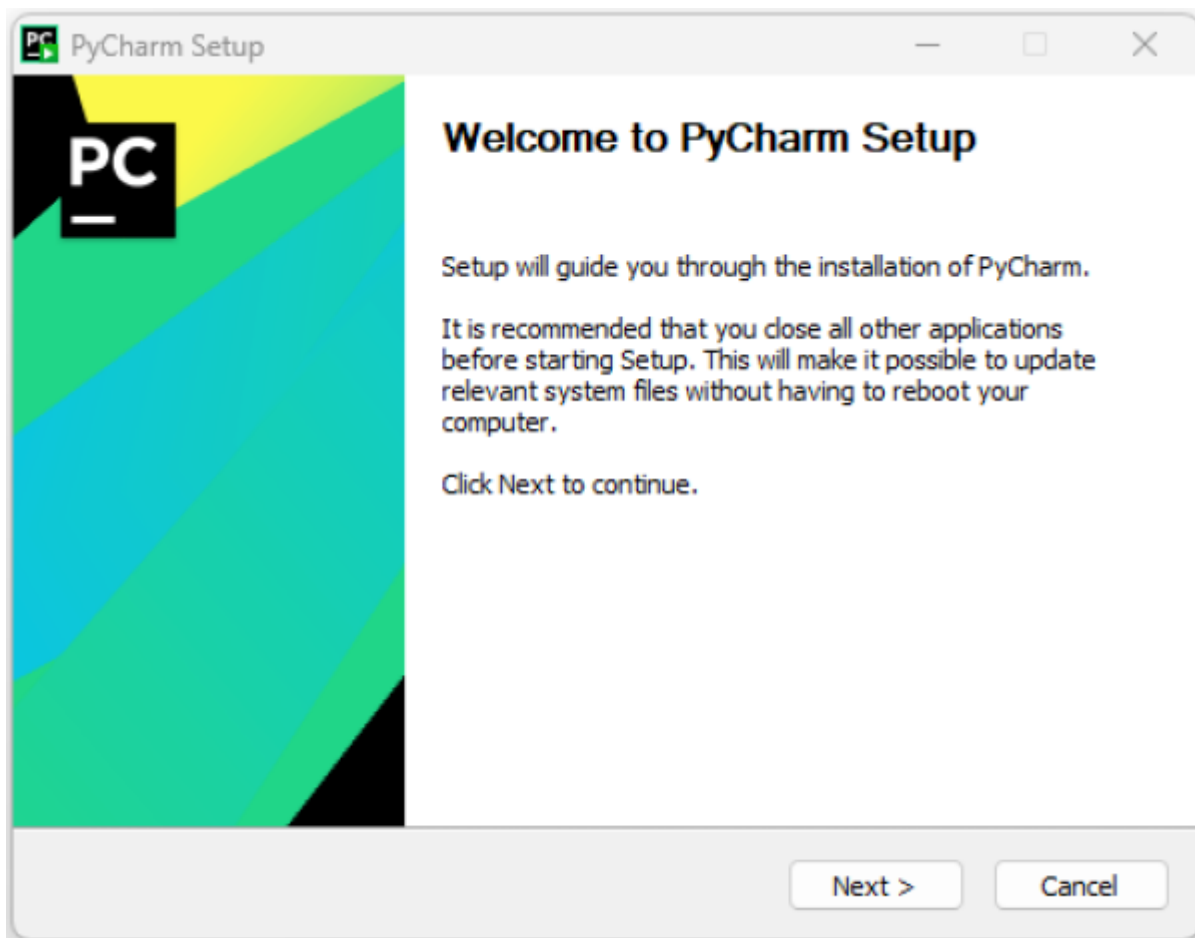 PyCharm Setup
PC
Welcome to PyCharm Setup
Setup will guide you through the installation of PyCharm.
It is recommended that you close all other applications
before starting Setup. This will make it possible to update
relevant system files without having to reboot your
computer.
Click Next to continue.
Next >
Cancel